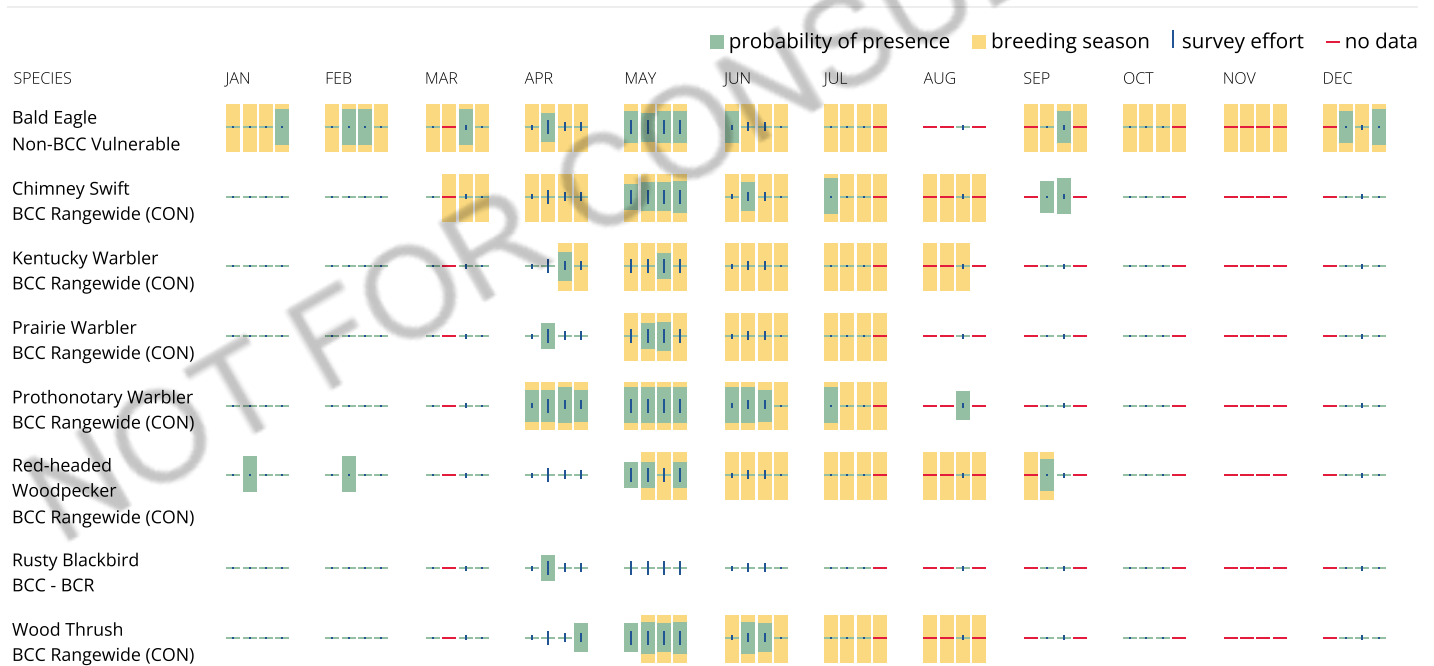 probability of presence breeding season survey effort no data
SPECIES JAN FEB MAR APR MAY JUN JUL AUG SEP OCT NOV DEC
Bald Eagle
Non-BCC Vulnerable
Chimney Swift
BCC Rangewide (CON)
Kentucky Warbler
BCC Rangewide (CON)
Prairie Warbler
BCC Rangewide (CON)
Prothonotary Warbler
BCC Rangewide (CON)
Red-headed
Woodpecker
BCC Rangewide (CON)
Rusty Blackbird
BCC - BCR
Wood Thrush
BCC Rangewide (CON)
NOT FOR CONSU